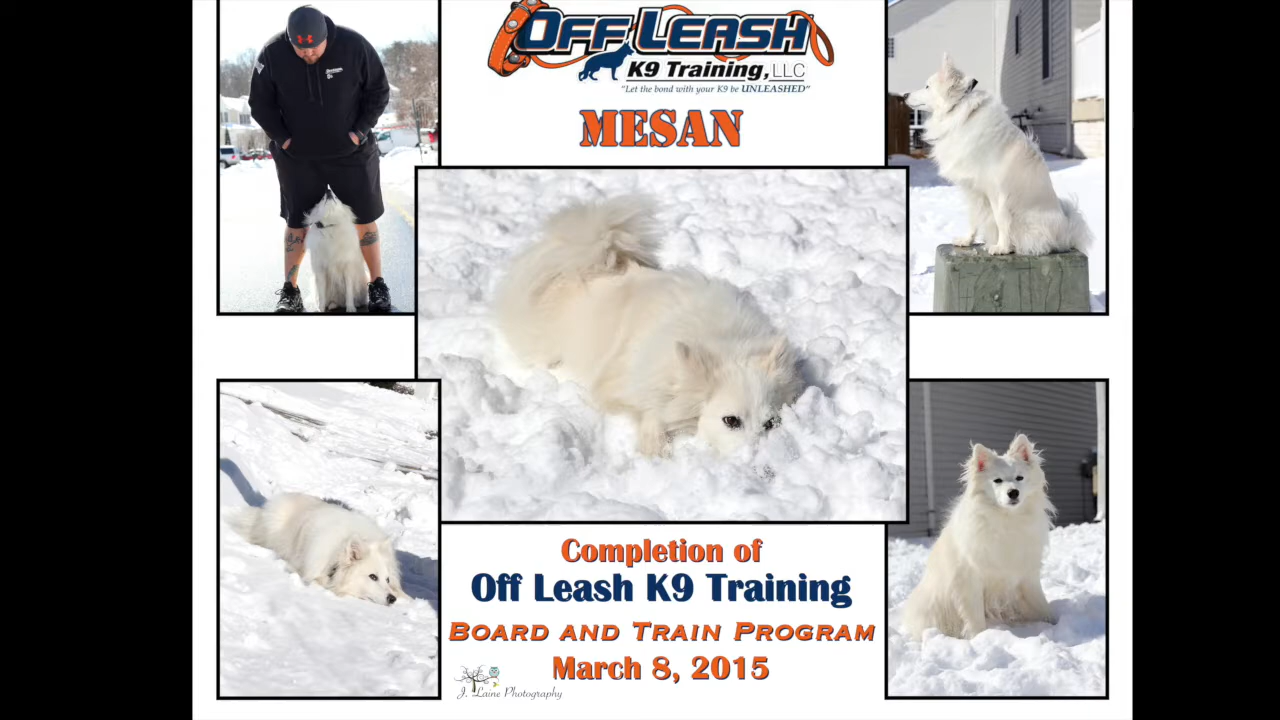 OFF LEASH
K9 Training, LLC
"Let the bond with your K9 be UNLEASHED"
MESAN
Completion of
Off Leash K9 Training
BOARD AND TRAIN PROGRAM
March 8, 2015
J. Laine Photography